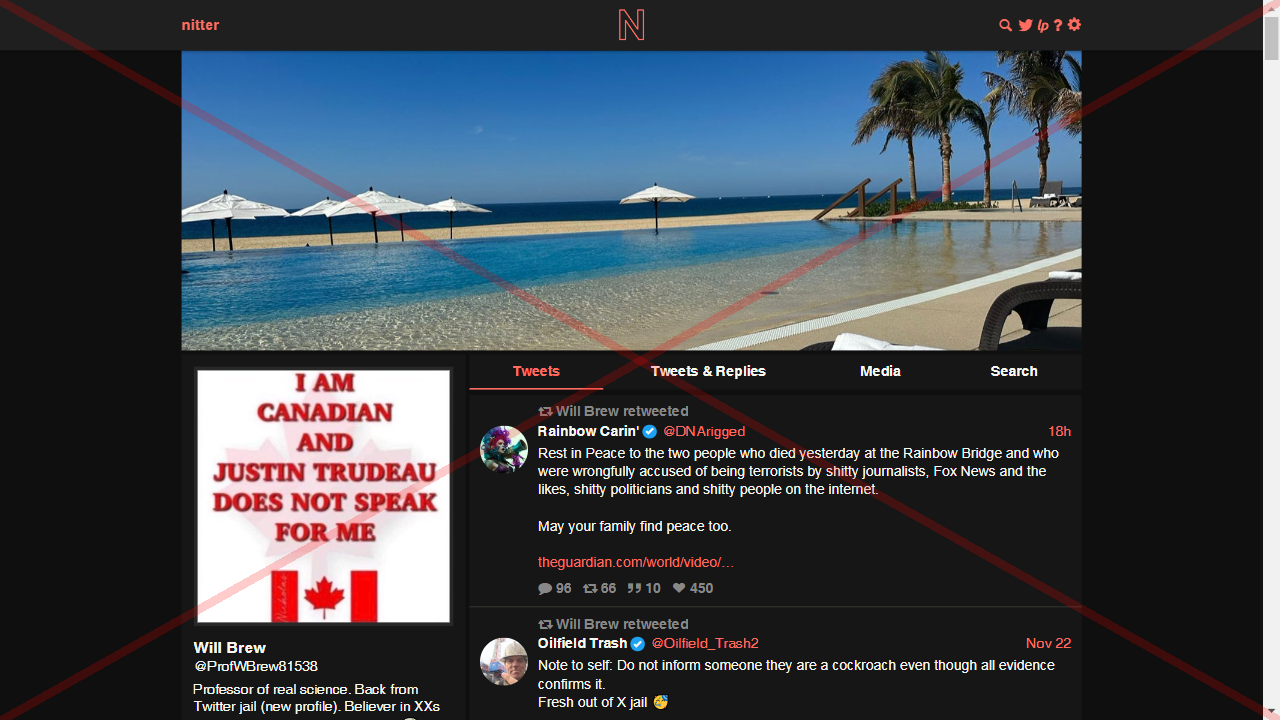 nitter
N
lp ?
I AM
CANADIAN
AND
JUSTIN TRUDEAU
DOES NOT SPEAK
FOR ME
Nicholas
Will Brew
@ProfWBrew81538
Professor of real science. Back from
Twitter jail (new profile). Believer in XXs
Tweets
Tweets & Replies
Media
Search
Will Brew retweeted
Rainbow Carin' @DNArigged 18h
Rest in Peace to the two people who died yesterday at the Rainbow Bridge and who
were wrongfully accused of being terrorists by shitty journalists, Fox News and the
likes, shitty politicians and shitty people on the internet.
May your family find peace too.
theguardian.com/world/video/…
96 66 10 450
Will Brew retweeted
Oilfield Trash @Oilfield_Trash2 Nov 22
Note to self: Do not inform someone they are a cockroach even though all evidence
confirms it.
Fresh out of X jail 🥳